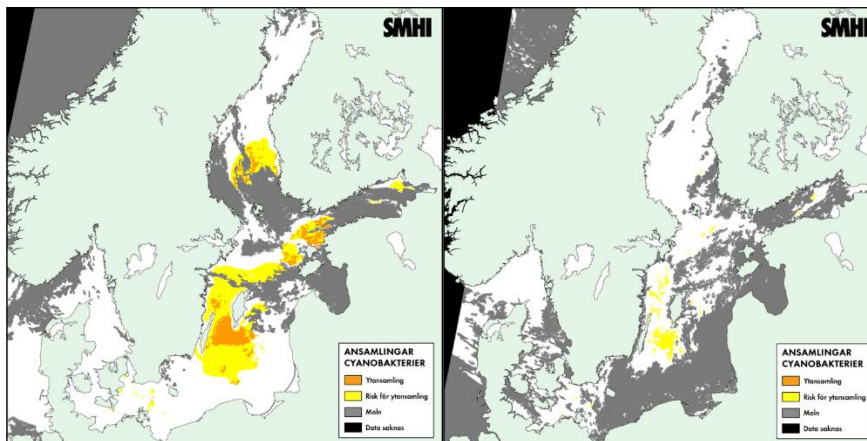 SMHI
ANSAMLINGAR
CYANOBAKTERIER
Ytansamling
Risk för ytansamling
Moln
Data saknas
SMHI
ANSAMLINGAR
CYANOBAKTERIER
Ytansamling
Risk för ytansamling
Moln
Data saknas